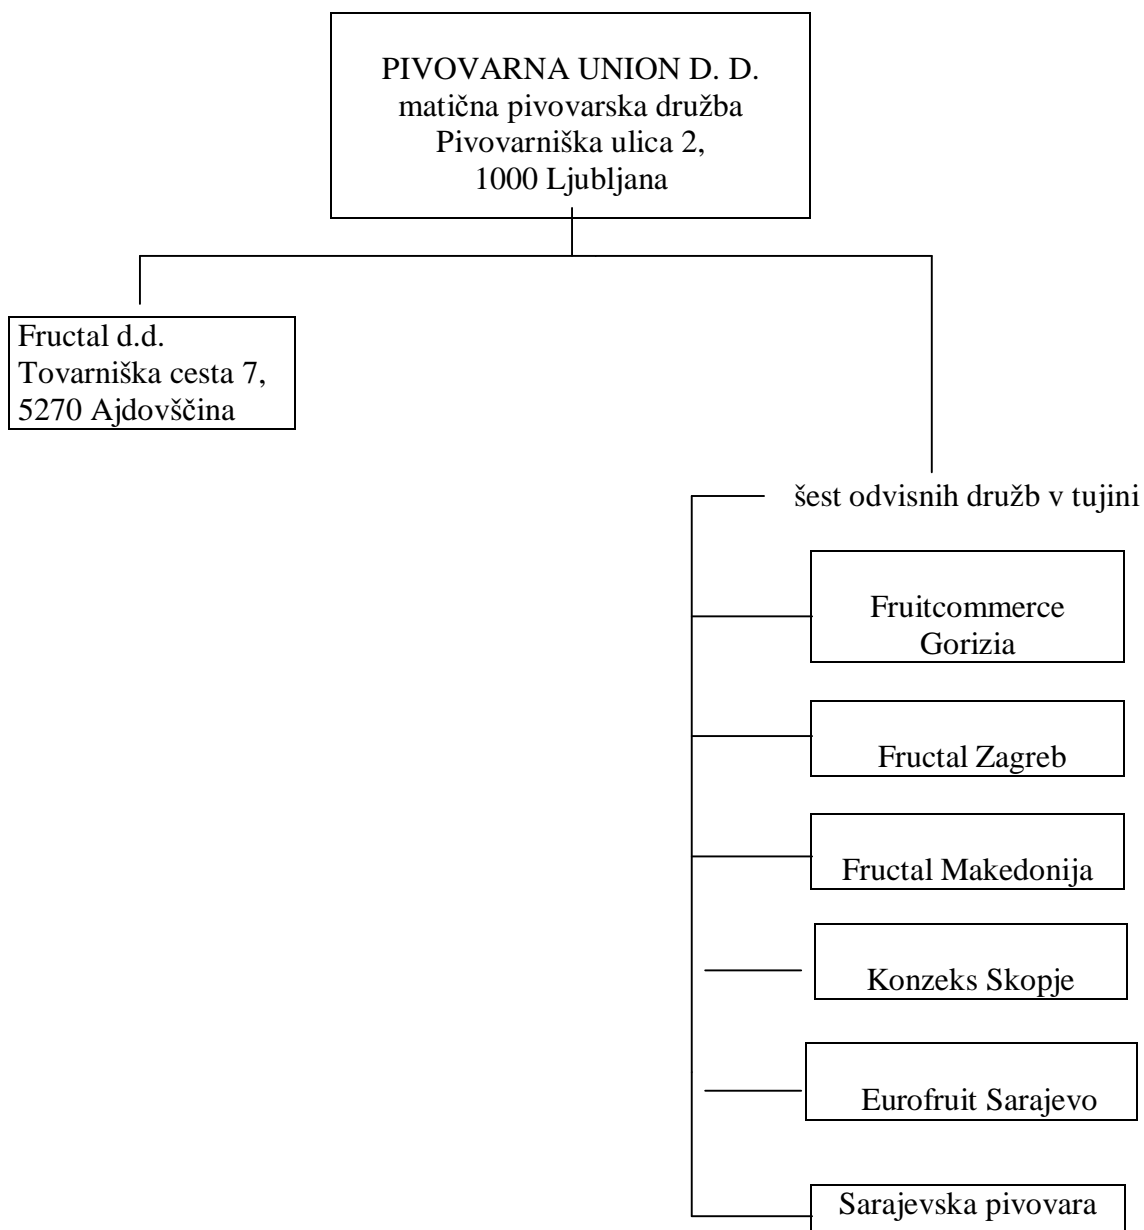 PIVOVARNA UNION D. D.
matična pivovarska družba
Pivovarniška ulica 2,
1000 Ljubljana
Fructal d.d.
Tovarniška cesta 7,
5270 Ajdovščina
šest odvisnih družb v tujini
Fruitcommerce
Gorizia
Fructal Zagreb
Fructal Makedonija
Konzeks Skopje
Eurofruit Sarajevo
Sarajevska pivovara